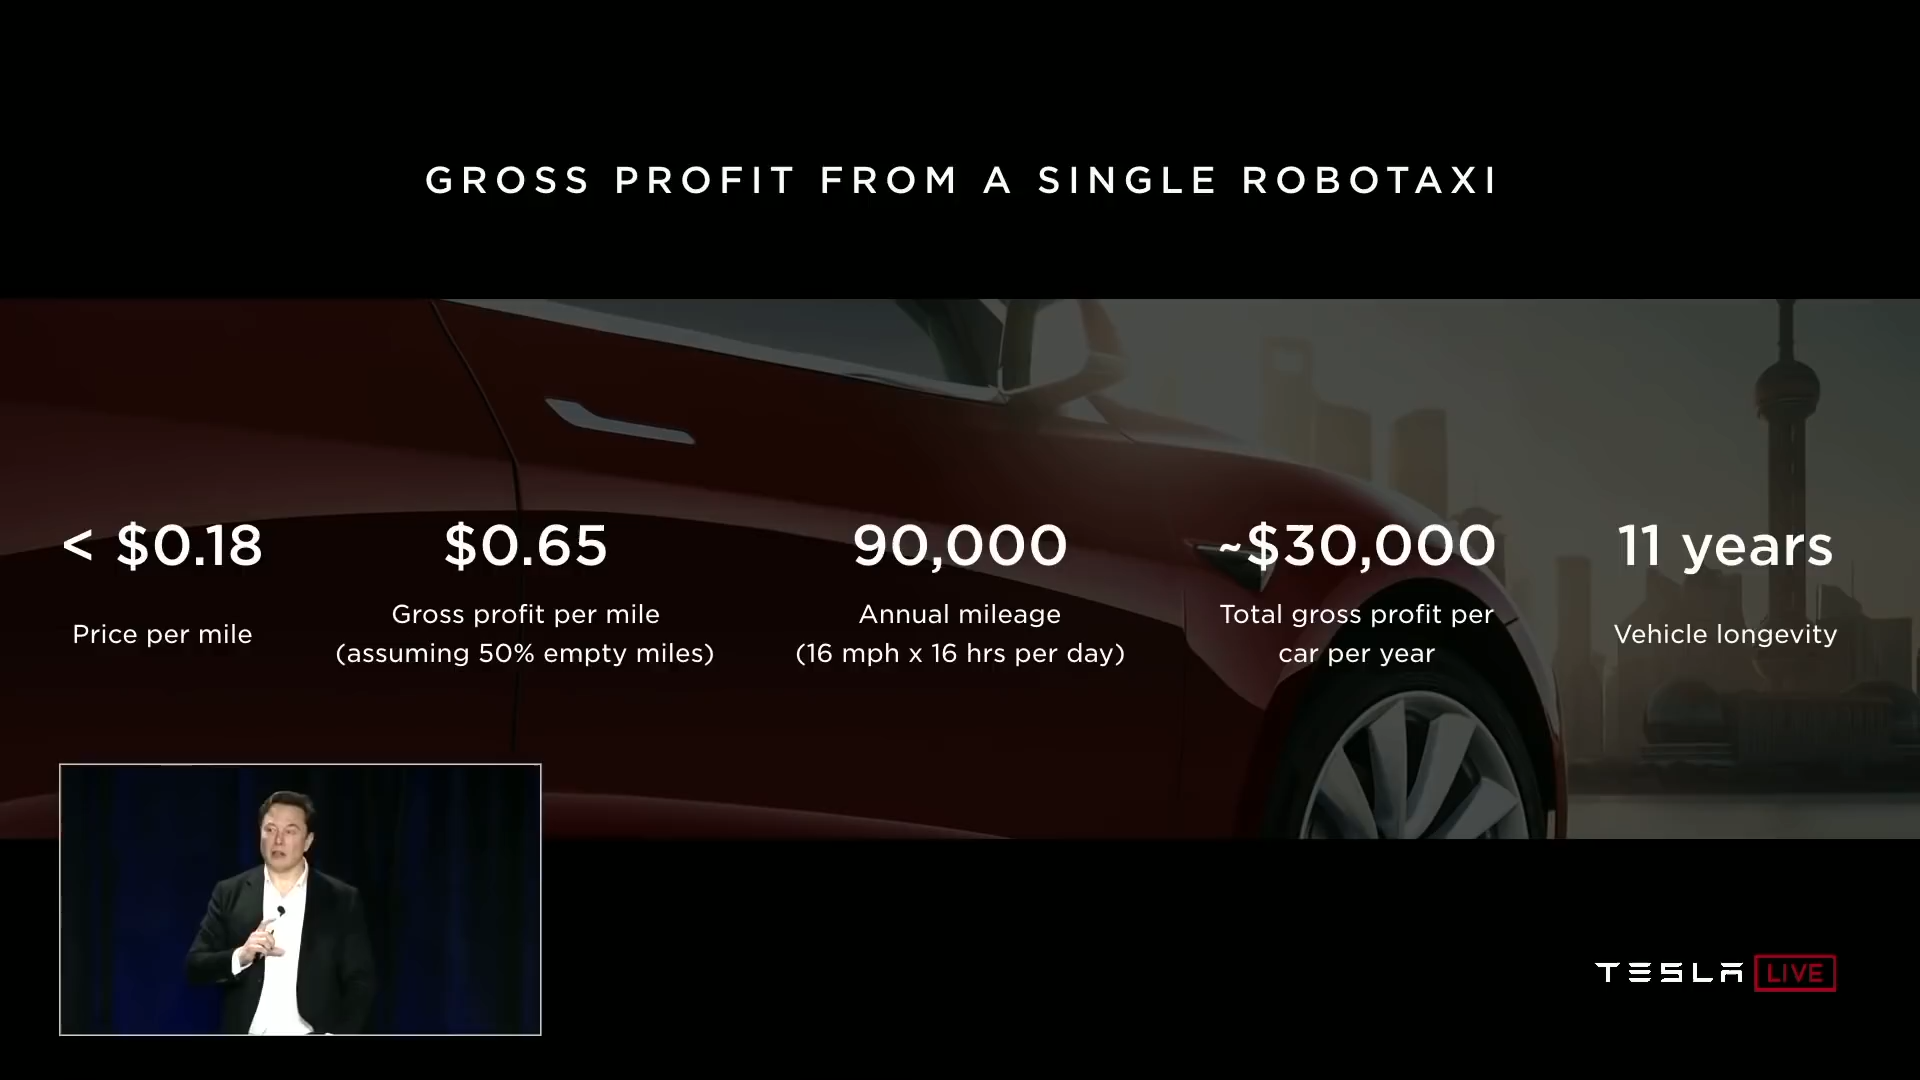 GROSS PROFIT FROM A SINGLE ROBOTAXI
< $0.18
Price per mile
$0.65
Gross profit per mile
(assuming 50% empty miles)
90,000
Annual mileage
(16 mph x 16 hrs per day)
~$30,000
Total gross profit per
car per year
11 years
Vehicle longevity
TESLA LIVE